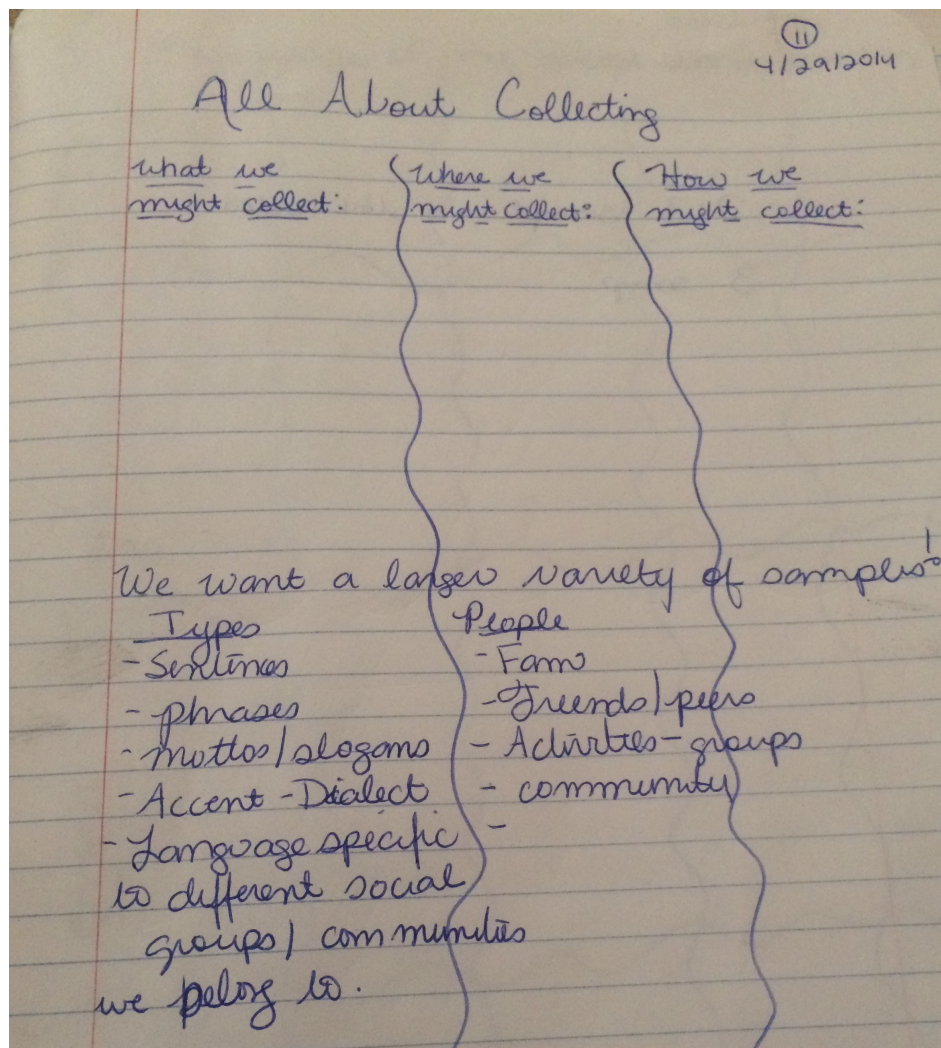 11
4/29/2014
All About Collecting
what we
might collect:
Where we
might collect:
How we
might collect:
We want a larger variety of samples!
Types
- Sentences
- phrases
- mottos/slogans
- Accent - Dialect
- Language specific
to different social
groups/ communities
we belong to.
People
- Fam
- Friends/peers
- Activities - groups
- community
-